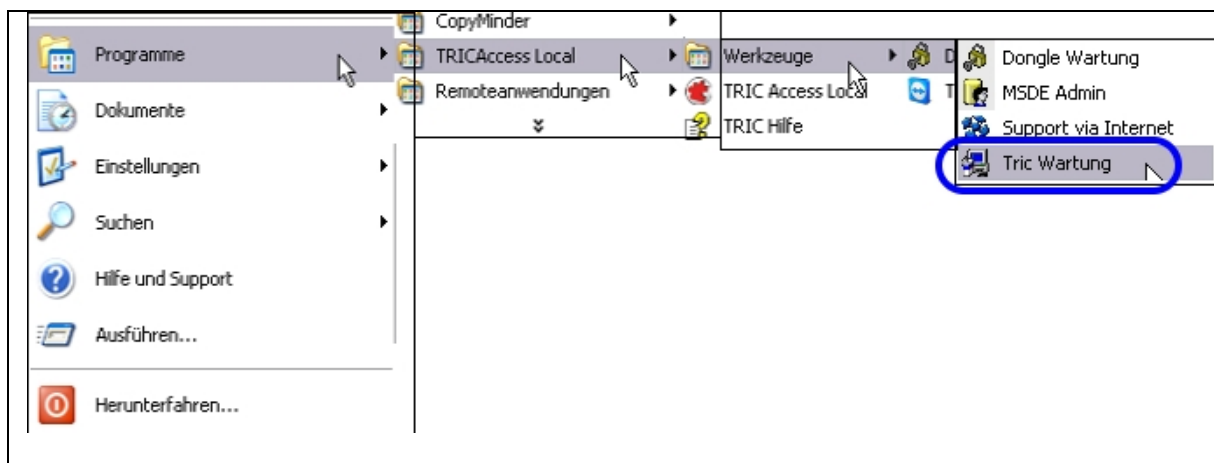 Programme
Dokumente
Einstellungen
Suchen
Hilfe und Support
Ausführen...
Herunterfahren...
CopyMinder
TRICAccess Local
Remoteanwendungen
Werkzeuge
TRIC Access Local
TRIC Hilfe
D
T
Dongle Wartung
MSDE Admin
Support via Internet
Tric Wartung